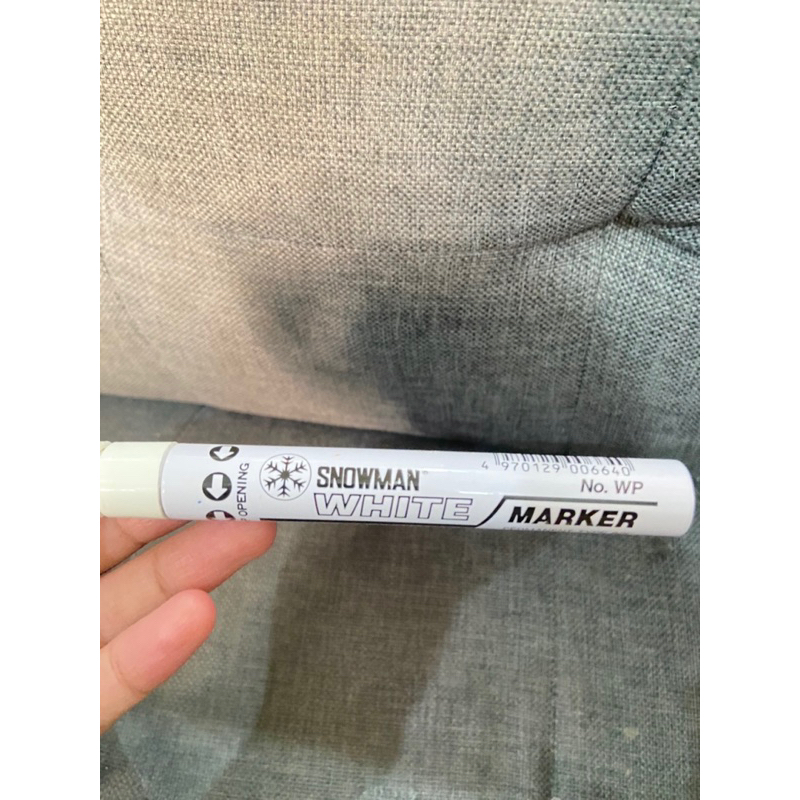 OPENING
SNOWMAN
WHITE
MARKER
4 970129 006640
No. WP